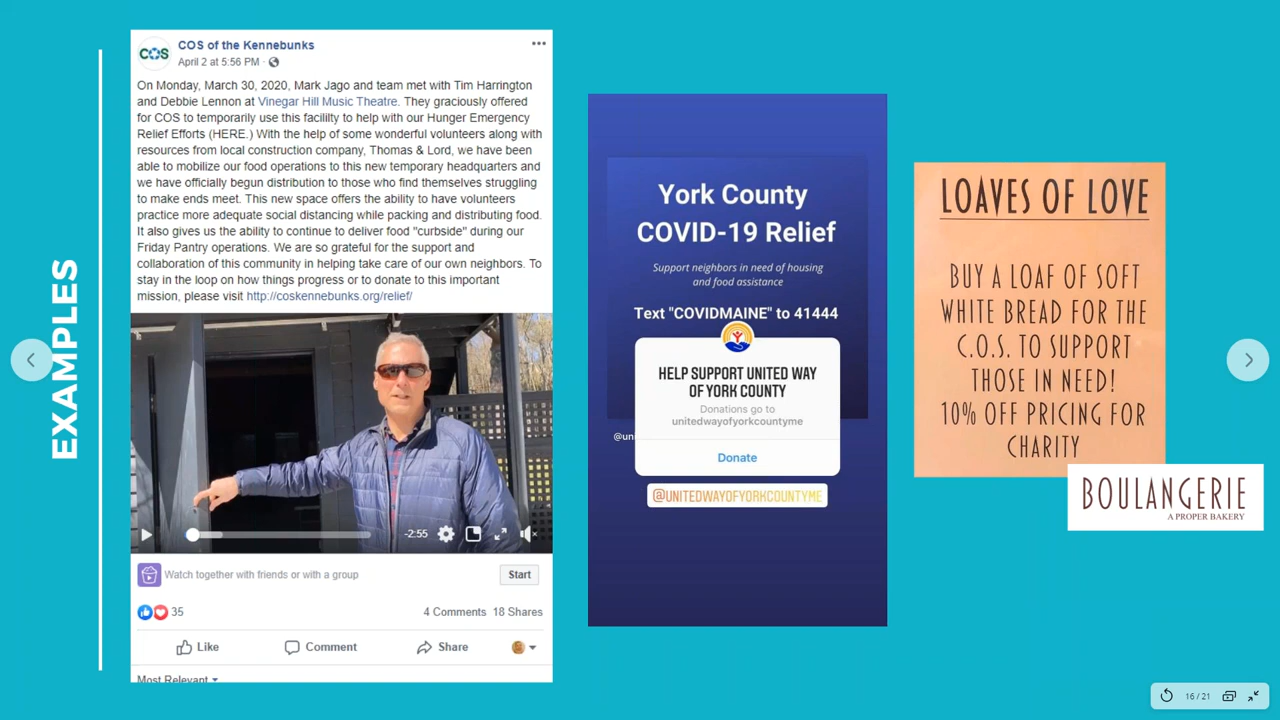 EXAMPLES
COS
COS of the Kennebunks
April 2 at 5:56 PM ·
On Monday, March 30, 2020, Mark Jago and team met with Tim Harrington
and Debbie Lennon at Vinegar Hill Music Theatre. They graciously offered
for COS to temporarily use this facililty to help with our Hunger Emergency
Relief Efforts (HERE.) With the help of some wonderful volunteers along with
resources from local construction company, Thomas & Lord, we have been
able to mobilize our food operations to this new temporary headquarters and
we have officially begun distribution to those who find themselves struggling
to make ends meet. This new space offers the ability to have volunteers
practice more adequate social distancing while packing and distributing food.
It also gives us the ability to continue to deliver food "curbside" during our
Friday Pantry operations. We are so grateful for the support and
collaboration of this community in helping take care of our own neighbors. To
stay in the loop on how things progress or to donate to this important
mission, please visit http://coskennebunks.org/relief/
-2:55
Watch together with friends or with a group
Start
35
4 Comments 18 Shares
Like Comment Share
Most Relevant
York County
COVID-19 Relief
Support neighbors in need of housing
and food assistance
Text "COVIDMAINE" to 41444
HELP SUPPORT UNITED WAY
OF YORK COUNTY
Donations go to
unitedwayofyorkcountyme
@un
Donate
@UNITEDWAYOFYORKCOUNTYME
LOAVES OF LOVE
BUY A LOAF OF SOFT
WHITE BREAD FOR THE
C.O.S. TO SUPPORT
THOSE IN NEED!
10% OFF PRICING FOR
CHARITY
BOULANGERIE
A PROPER BAKERY
16 / 21